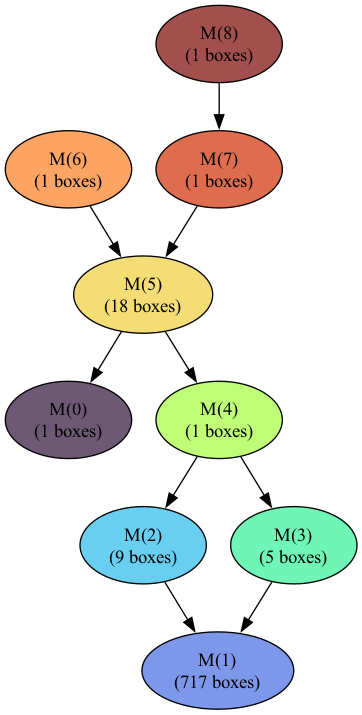 M(8)
(1 boxes)
M(6)
(1 boxes)
M(7)
(1 boxes)
M(5)
(18 boxes)
M(0)
(1 boxes)
M(4)
(1 boxes)
M(2)
(9 boxes)
M(3)
(5 boxes)
M(1)
(717 boxes)